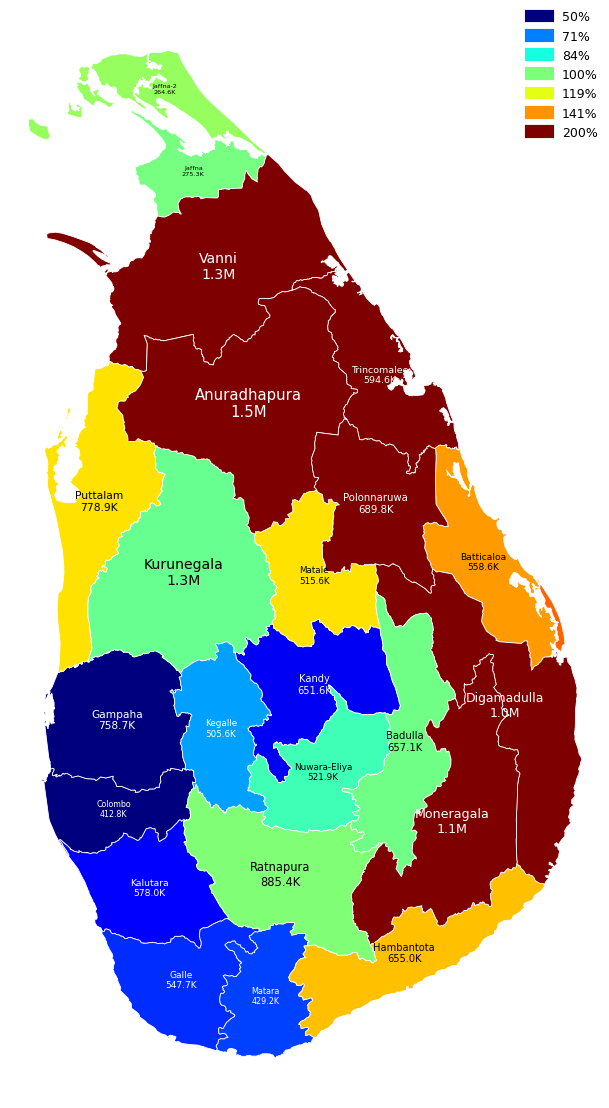 50%
71%
84%
100%
119%
141%
200%
Jaffna-2
264.6K
Jaffna
275.3K
Vanni
1.3M
Trincomalee
594.6K
Anuradhapura
1.5M
Puttalam
778.9K
Polonnaruwa
689.8K
Batticaloa
558.6K
Kurunegala
1.3M
Matale
515.6K
Kandy
651.6K
Digamadulla
1.0M
Gampaha
758.7K
Kegalle
505.6K
Badulla
657.1K
Nuwara-Eliya
521.9K
Colombo
412.8K
Moneragala
1.1M
Ratnapura
885.4K
Kalutara
578.0K
Hambantota
655.0K
Galle
547.7K
Matara
429.2K